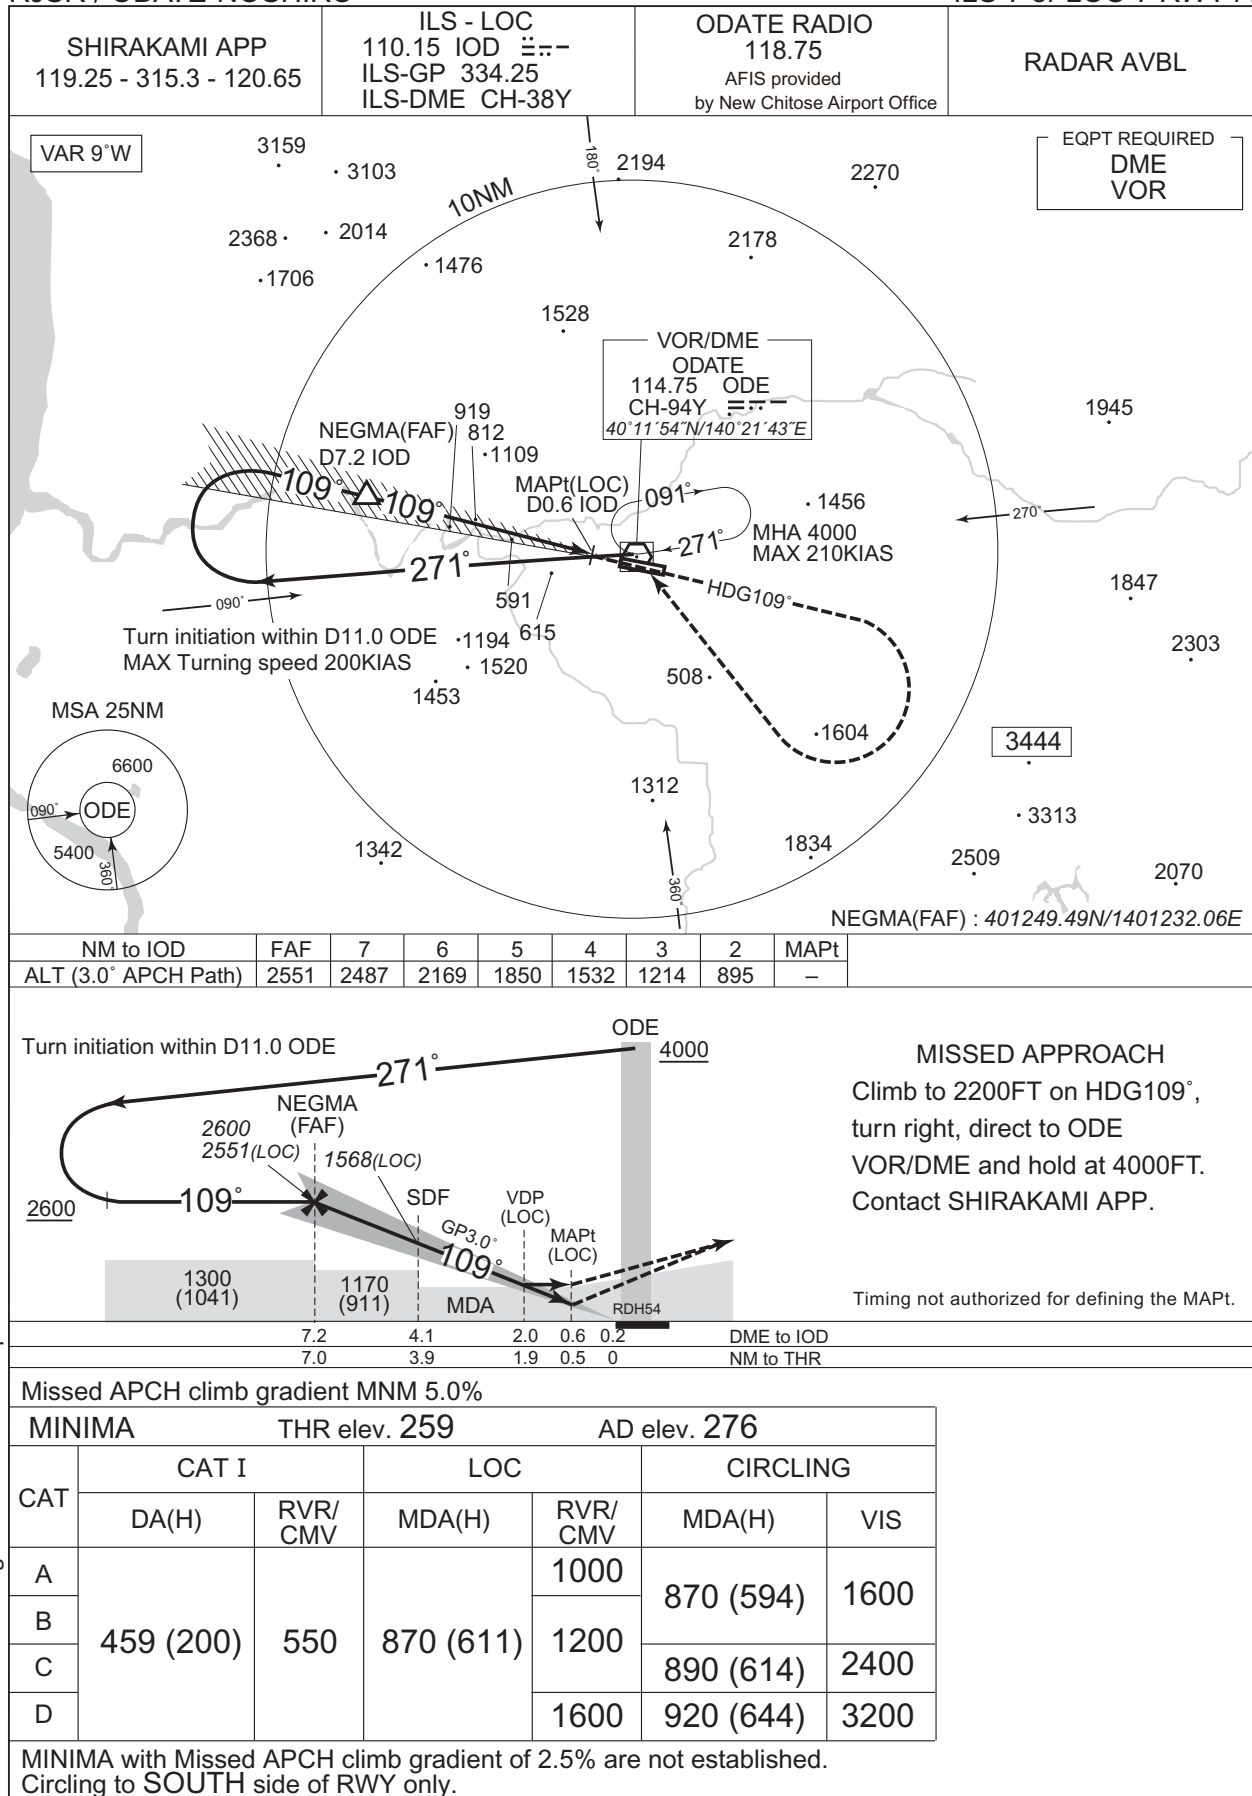 SHIRAKAMI APP
119.25 - 315.3 - 120.65
ILS - LOC
110.15 IOD
ILS-GP 334.25
ILS-DME CH-38Y
ODATE RADIO
118.75
AFIS provided
by New Chitose Airport Office
RADAR AVBL
VAR 9°W
EQPT REQUIRED
DME
VOR
3159
3103
180°
2194
2270
10NM
2368
2014
2178
1706
1476
1528
VOR/DME
ODATE
114.75 ODE
CH-94Y
40°11´54˝N/140°21´43˝E
1945
919
812
1109
NEGMA(FAF)
D7.2 IOD
109°
109°
MAPt(LOC)
D0.6 IOD
091°
1456
270°
271°
MHA 4000
MAX 210KIAS
271°
HDG109°
1847
090°
591
615
2303
Turn initiation within D11.0 ODE
MAX Turning speed 200KIAS
1194
1520
1453
508
MSA 25NM
6600
090°
ODE
5400
360°
1604
3444
1312
3313
1342
1834
2509
2070
360°
NEGMA(FAF) : 401249.49N/1401232.06E
NM to IOD FAF 7 6 5 4 3 2 MAPt
ALT (3.0° APCH Path) 2551 2487 2169 1850 1532 1214 895 –
Turn initiation within D11.0 ODE
ODE
4000
271°
NEGMA
(FAF)
2600
2551(LOC)
1568(LOC)
SDF
VDP
(LOC)
MAPt
(LOC)
2600
109°
GP3.0°
109°
1300
(1041)
1170
(911)
MDA
RDH54
MISSED APPROACH
Climb to 2200FT on HDG109°,
turn right, direct to ODE
VOR/DME and hold at 4000FT.
Contact SHIRAKAMI APP.
Timing not authorized for defining the MAPt.
7.2 4.1 2.0 0.6 0.2 DME to IOD
7.0 3.9 1.9 0.5 0 NM to THR
Missed APCH climb gradient MNM 5.0%
MINIMA THR elev. 259 AD elev. 276
CAT CAT I LOC CIRCLING
DA(H) RVR/CMV MDA(H) RVR/CMV MDA(H) VIS
A 1000
B 870 (594) 1600
459 (200) 550 870 (611) 1200
C 890 (614) 2400
D 1600 920 (644) 3200
MINIMA with Missed APCH climb gradient of 2.5% are not established.
Circling to SOUTH side of RWY only.